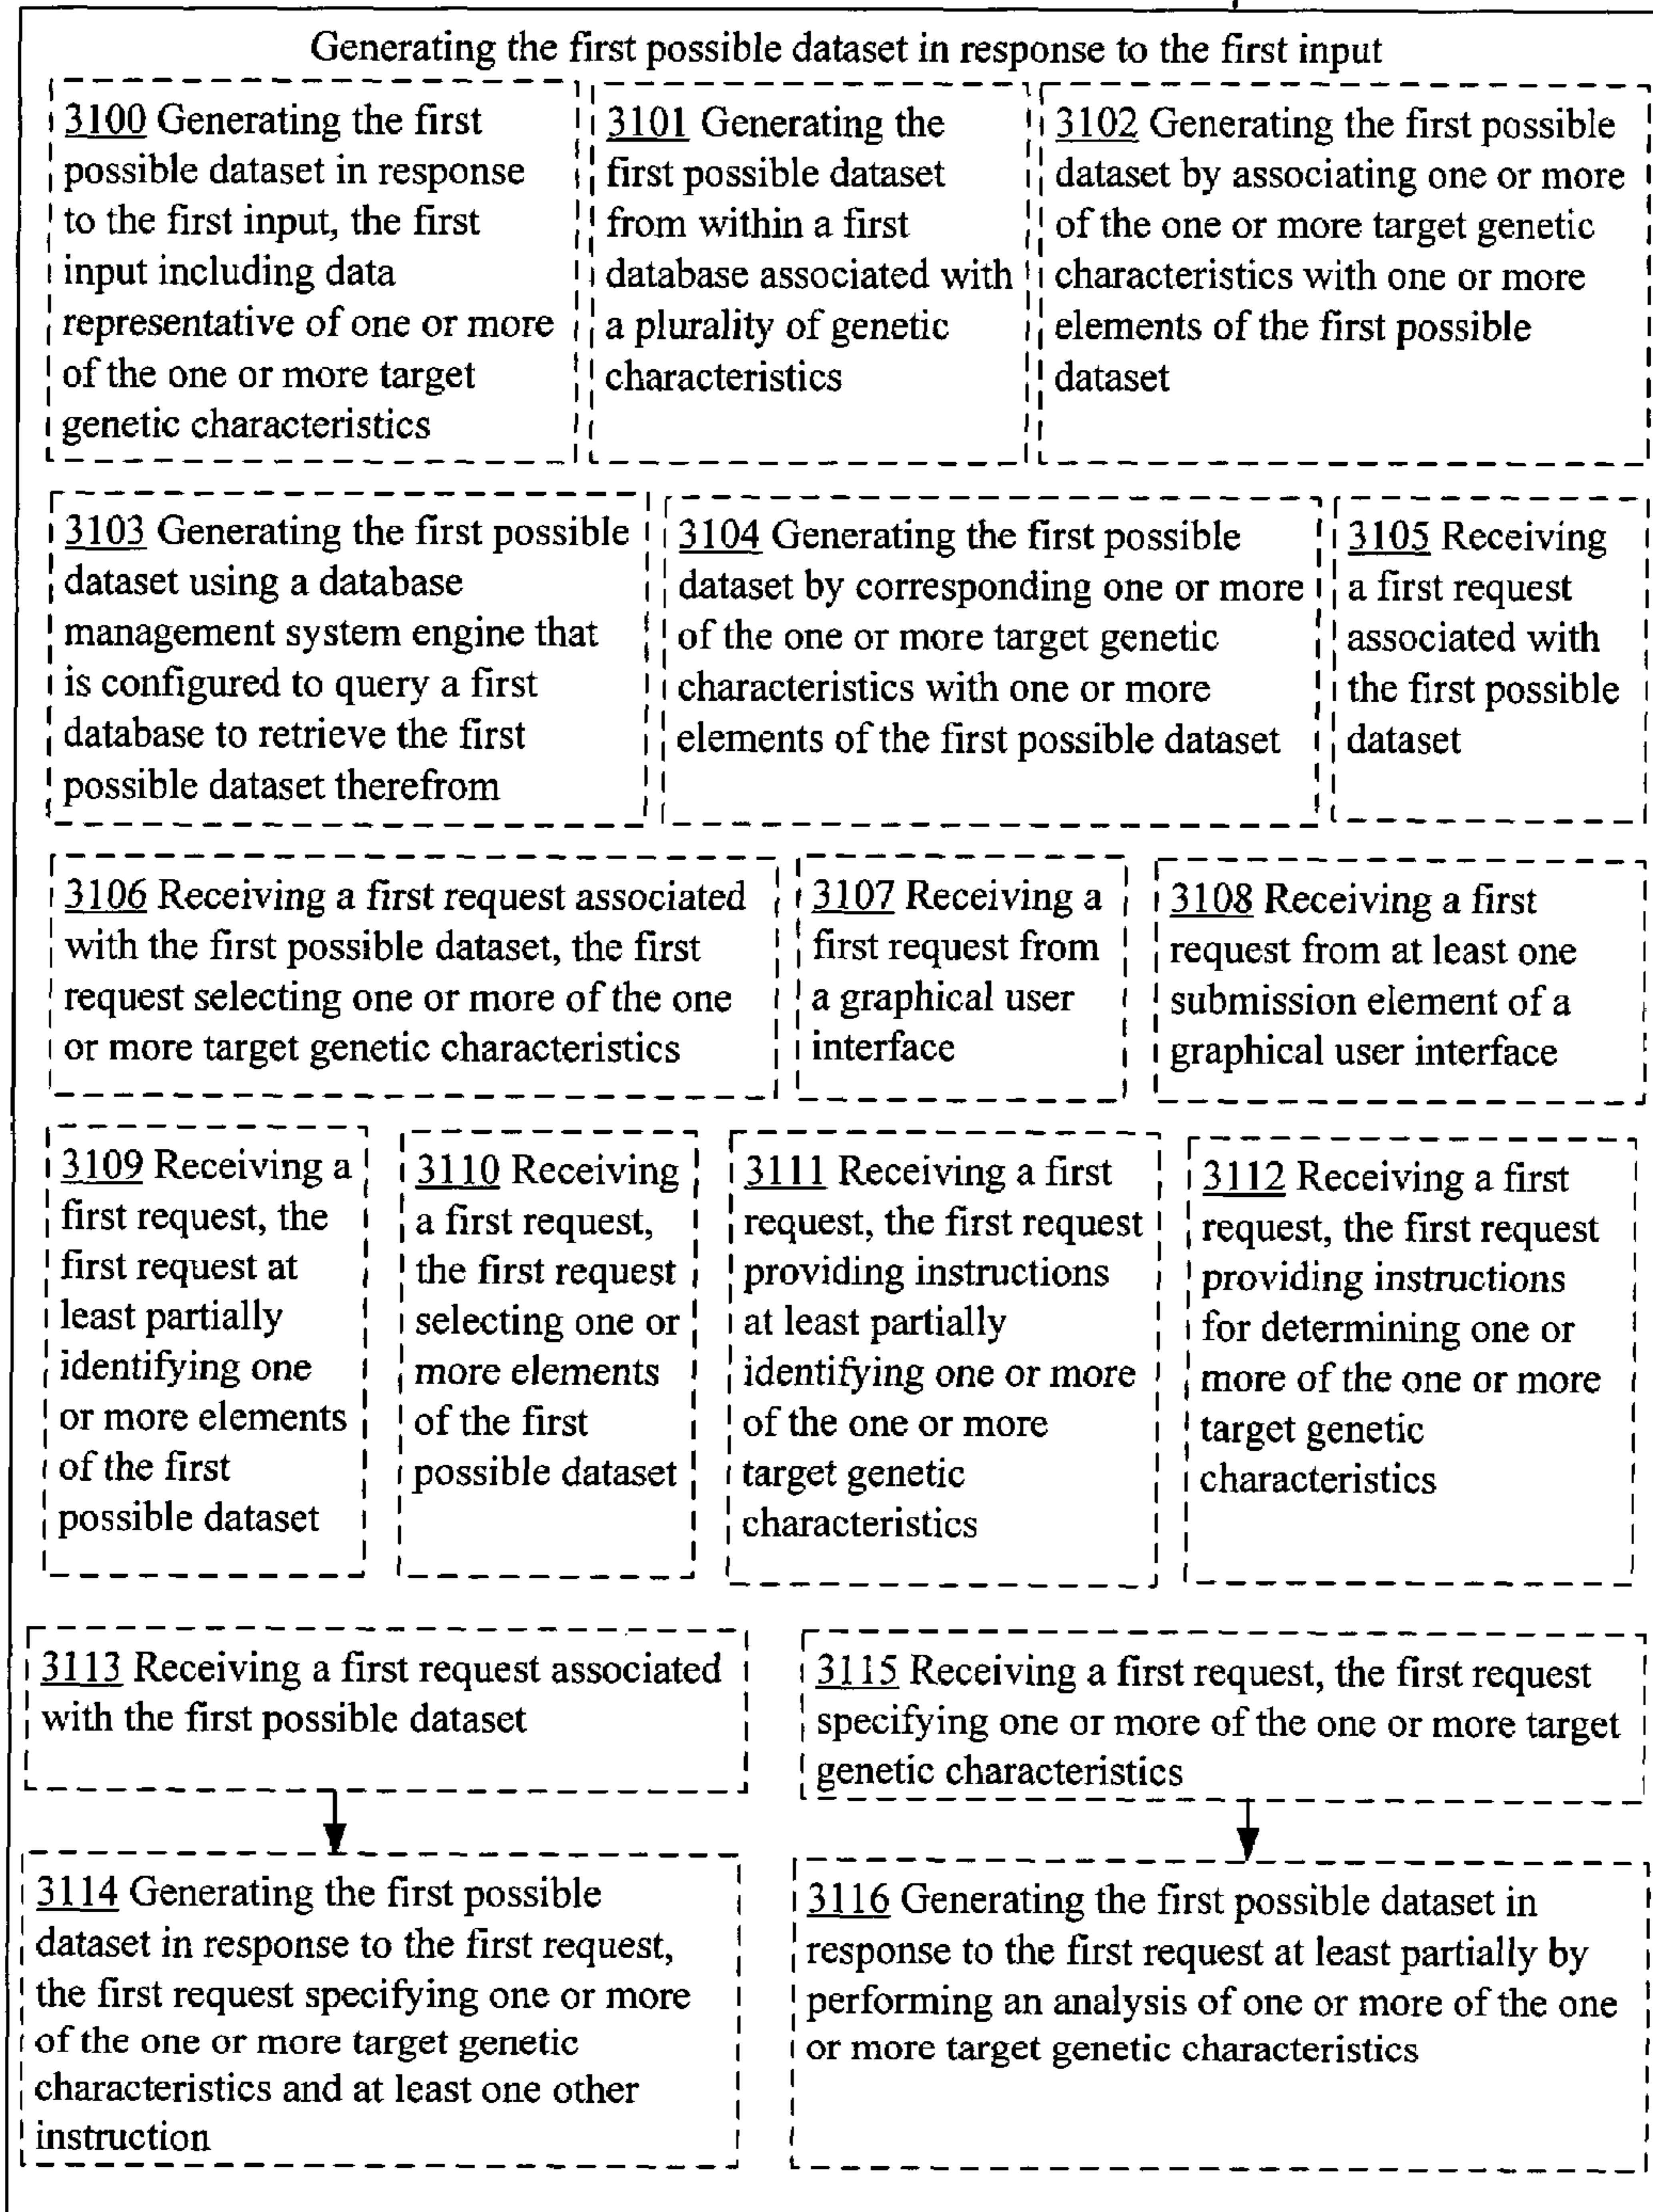 Generating the first possible dataset in response to the first input
3100 Generating the first
possible dataset in response
to the first input, the first
input including data
representative of one or more
of the one or more target
genetic characteristics
3101 Generating the
first possible dataset
from within a first
database associated with
a plurality of genetic
characteristics
3102 Generating the first possible
dataset by associating one or more
of the one or more target genetic
characteristics with one or more
elements of the first possible
dataset
3103 Generating the first possible
dataset using a database
management system engine that
is configured to query a first
database to retrieve the first
possible dataset therefrom
3104 Generating the first possible
dataset by corresponding one or more
of the one or more target genetic
characteristics with one or more
elements of the first possible dataset
3105 Receiving
a first request
associated with
the first possible
dataset
3106 Receiving a first request associated
with the first possible dataset, the first
request selecting one or more of the one
or more target genetic characteristics
3107 Receiving a
first request from
a graphical user
interface
3108 Receiving a first
request from at least one
submission element of a
graphical user interface
3109 Receiving a
first request, the
first request at
least partially
identifying one
or more elements
of the first
possible dataset
3110 Receiving
a first request,
the first request
selecting one or
more elements
of the first
possible dataset
3111 Receiving a first
request, the first request
providing instructions
at least partially
identifying one or more
of the one or more
target genetic
characteristics
3112 Receiving a first
request, the first request
providing instructions
for determining one or
more of the one or more
target genetic
characteristics
3113 Receiving a first request associated
with the first possible dataset
3115 Receiving a first request, the first request
specifying one or more of the one or more target
genetic characteristics
3114 Generating the first possible
dataset in response to the first request,
the first request specifying one or more
of the one or more target genetic
characteristics and at least one other
instruction
3116 Generating the first possible dataset in
response to the first request at least partially by
performing an analysis of one or more of the one
or more target genetic characteristics